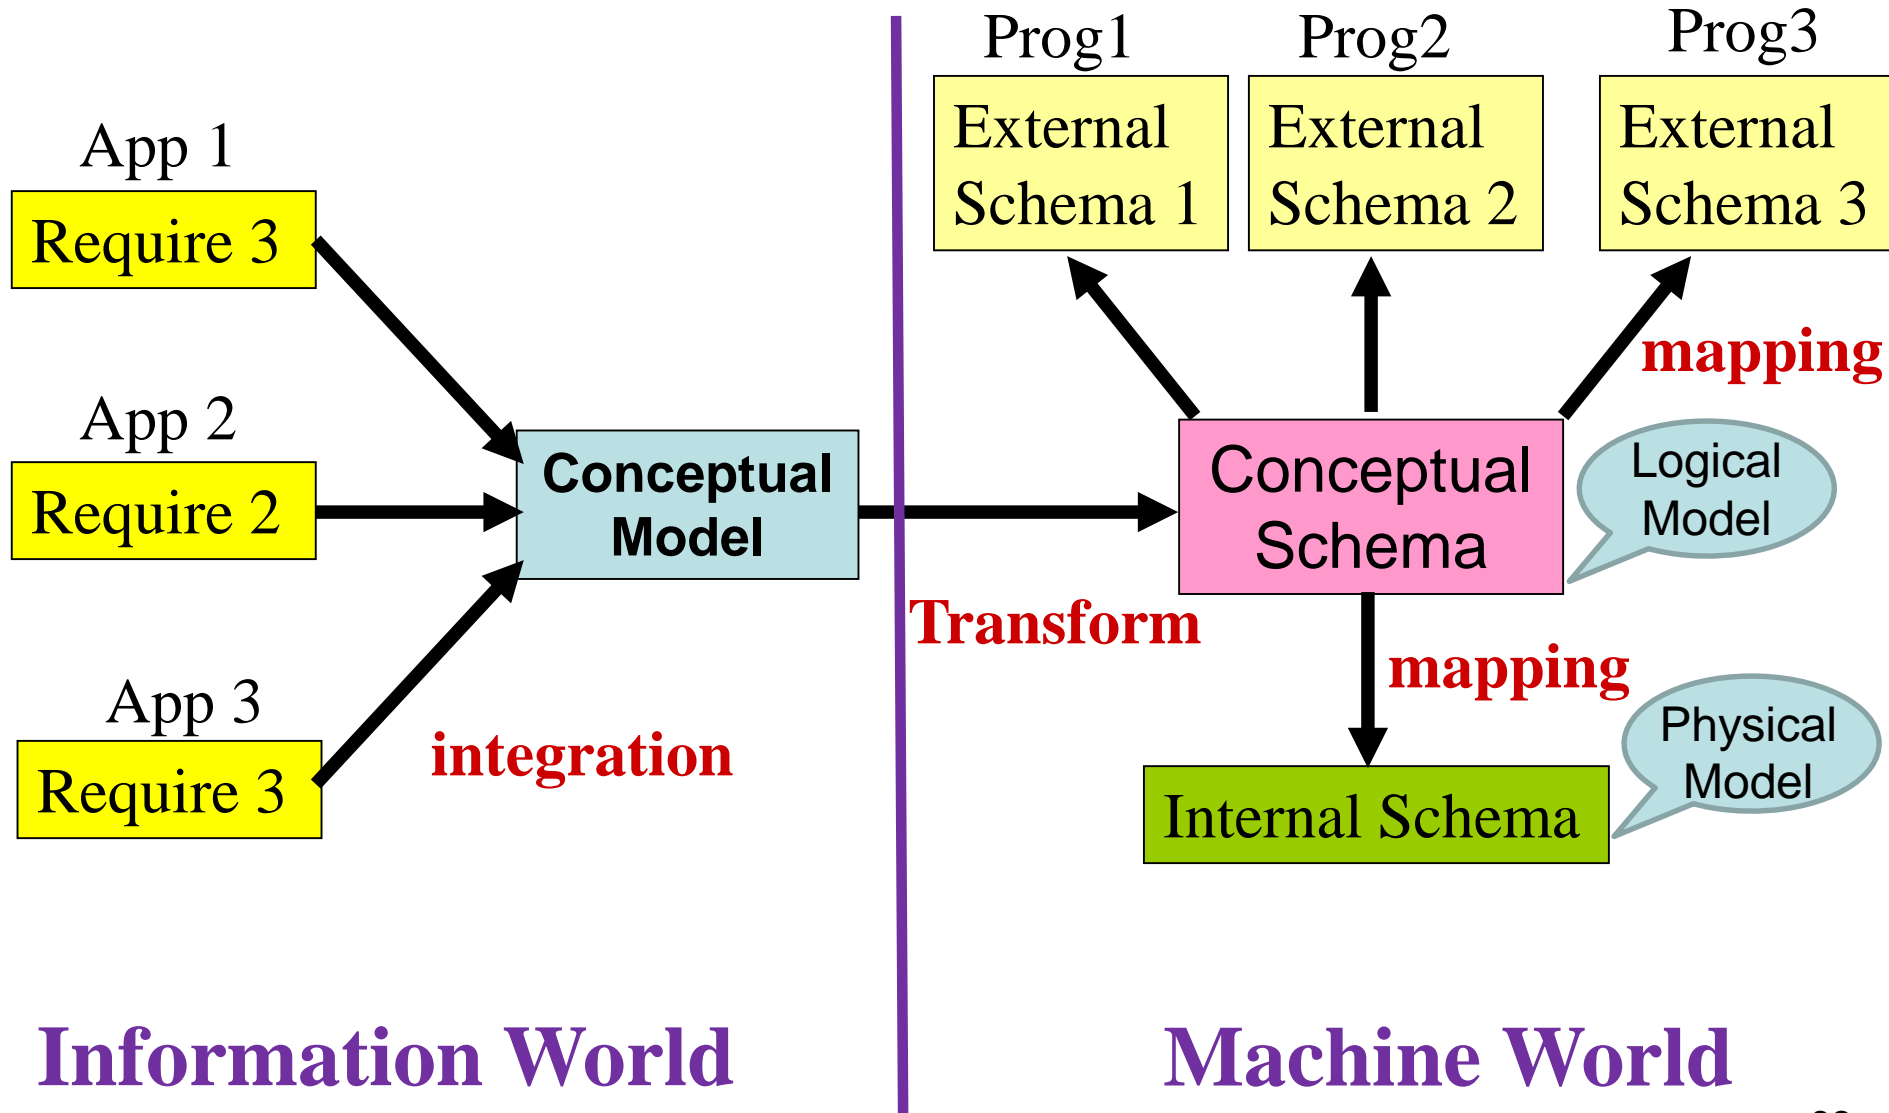 App 1
Require 3
App 2
Require 2
App 3
Require 3
integration
Conceptual
Model
Information World
Prog1
External
Schema 1
Prog2
External
Schema 2
Prog3
External
Schema 3
mapping
Conceptual
Schema
Logical
Model
Transform
mapping
Physical
Model
Internal Schema
Machine World